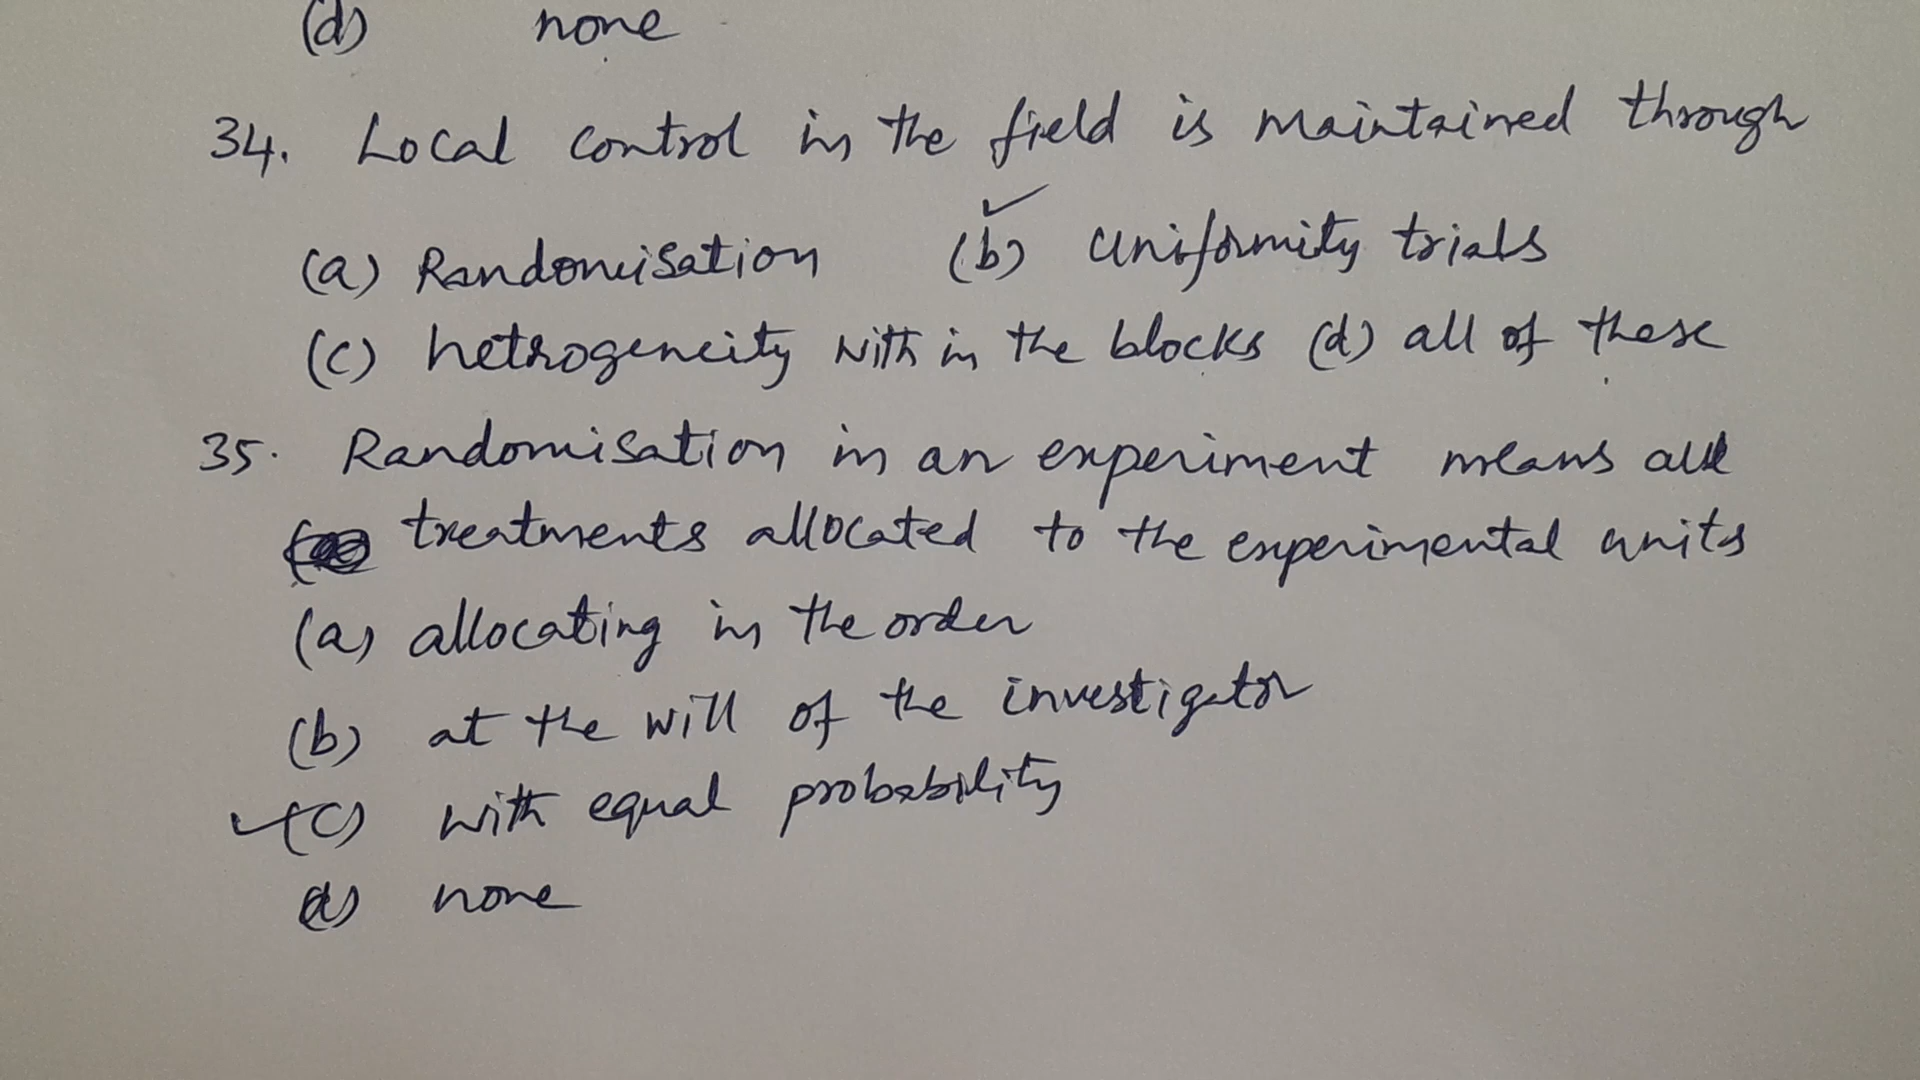 (d) none
34. Local control in the field is maintained through
(a) Randomisation (b) uniformity trials
(c) hetrogeneity with in the blocks (d) all of these
35. Randomisation in an experiment means all
treatments allocated to the experimental units
(a) allocating in the order
(b) at the will of the investigator
(c) with equal probability
(d) none